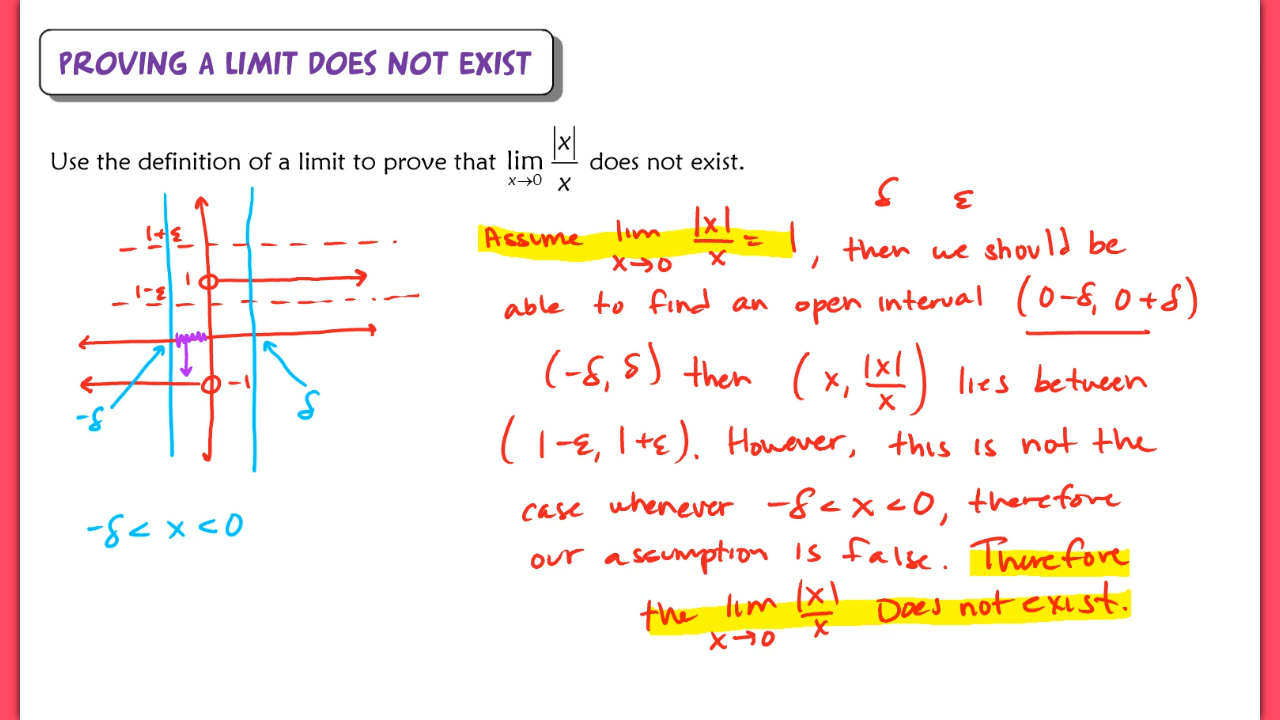 PROVING A LIMIT DOES NOT EXIST
Use the definition of a limit to prove that lim x→0 |x|/x does not exist.
δ ε
Assume lim x→0 |x|/x = 1, then we should be
able to find an open interval (0-δ, 0+δ)
(-δ, δ) then (x, |x|/x) lies between
(1-ε, 1+ε). However, this is not the
case whenever -δ < x < 0, therefore
our assumption is false. Therefore
the lim x→0 |x|/x Does not exist.
1+ε
1
1-ε
-1
-δ
δ
-δ < x < 0